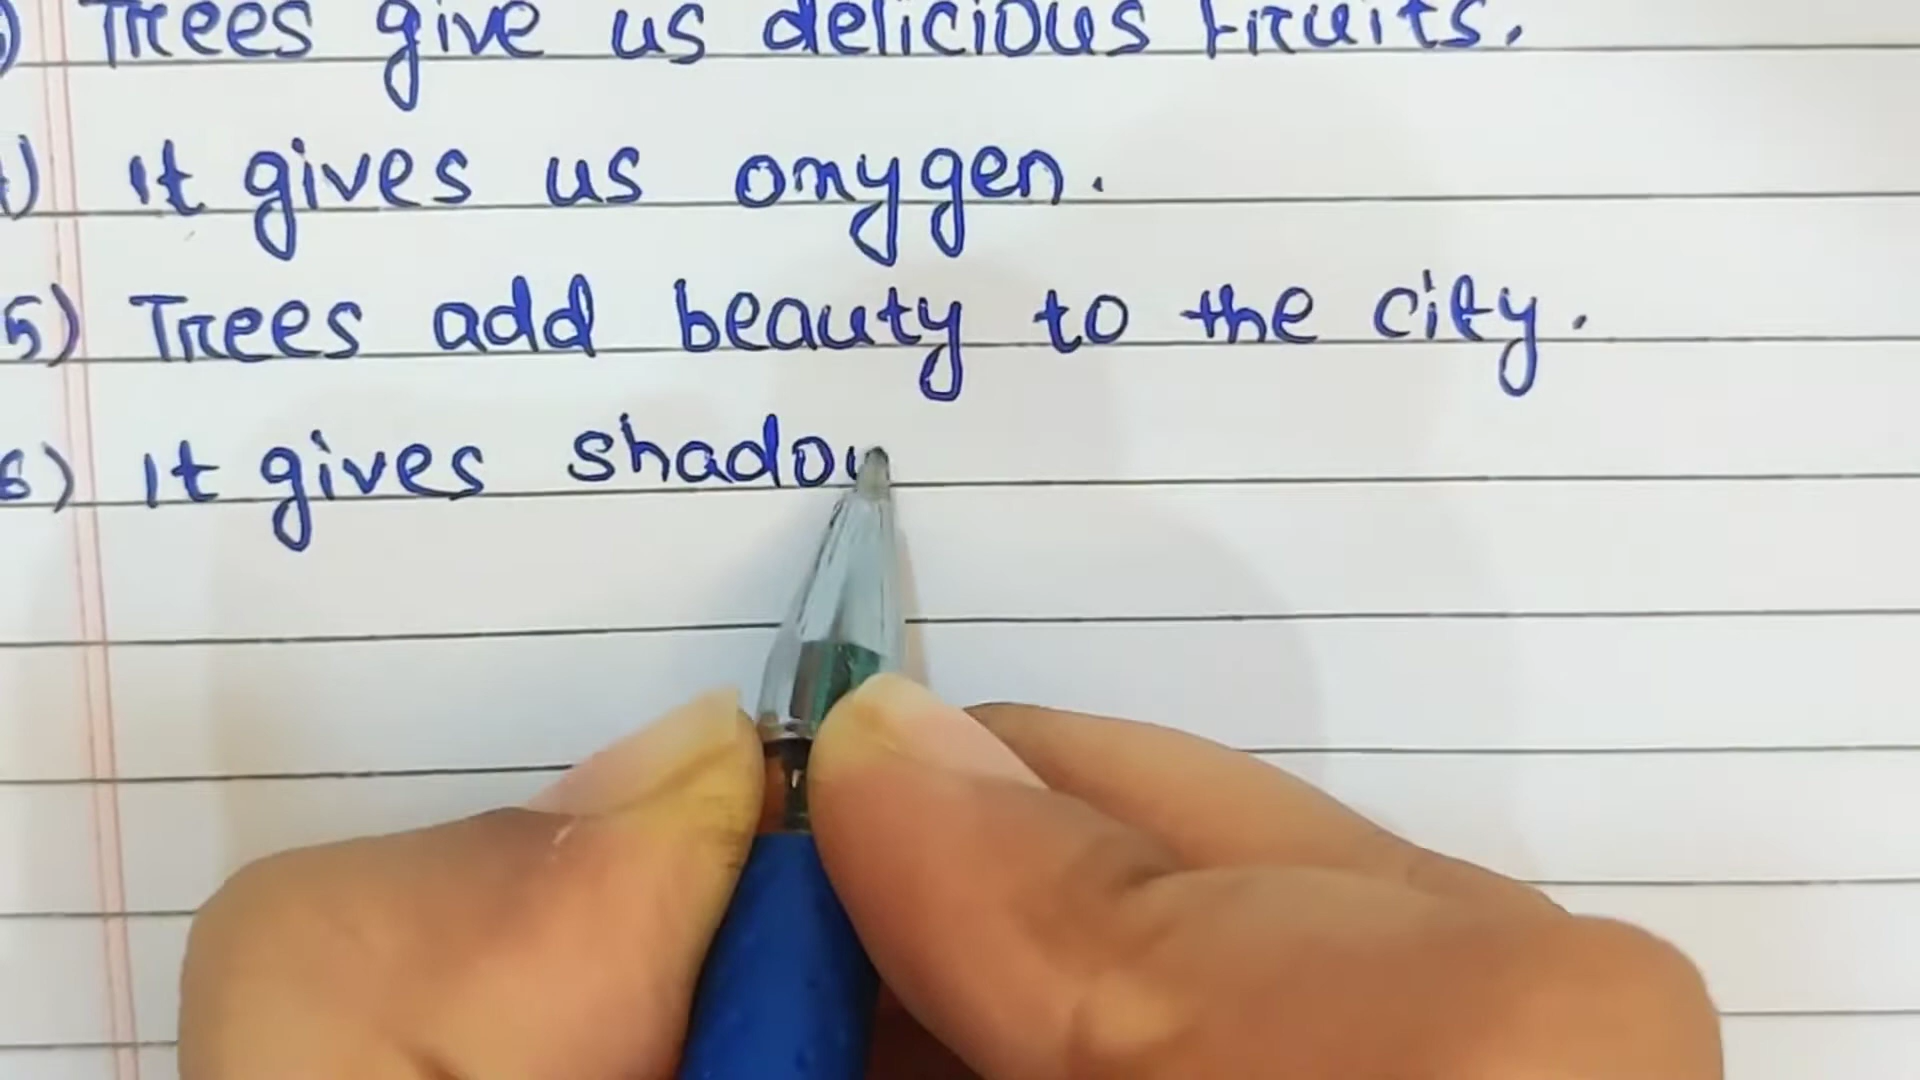 ) Trees give us delicious fruits.
) It gives us oxygen.
5) Trees add beauty to the city.
6) It gives shadow